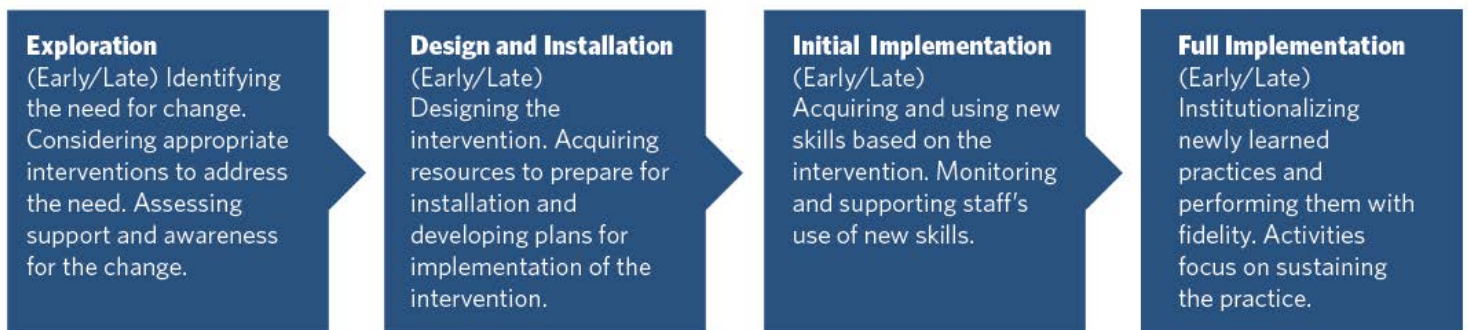 Exploration
(Early/Late) Identifying
the need for change.
Considering appropriate
interventions to address
the need. Assessing
support and awareness
for the change.
Design and Installation
(Early/Late)
Designing the
intervention. Acquiring
resources to prepare for
installation and
developing plans for
implementation of the
intervention.
Initial Implementation
(Early/Late)
Acquiring and using new
skills based on the
intervention. Monitoring
and supporting staff’s
use of new skills.
Full Implementation
(Early/Late)
Institutionalizing
newly learned
practices and
performing them with
fidelity. Activities
focus on sustaining
the practice.